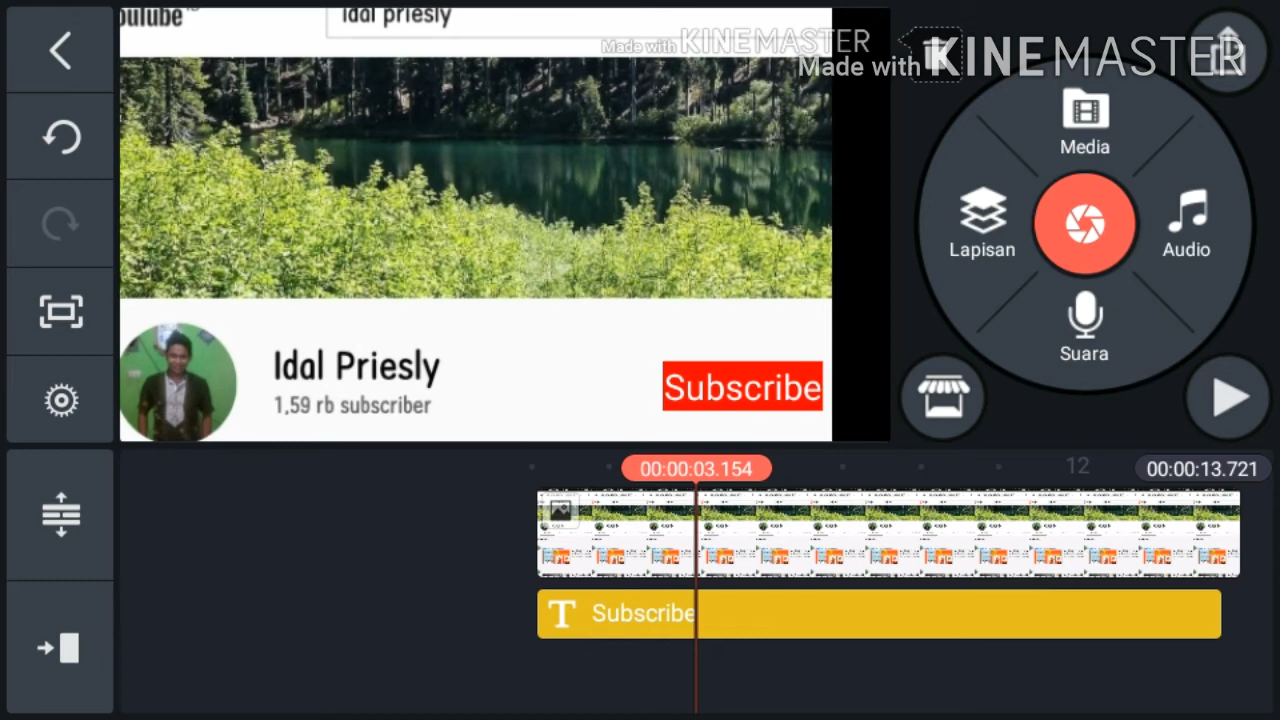 outube
Idal priesly
Made with KINEMASTER
Made with KINEMASTER
Media
Lapisan
Audio
Suara
Idal Priesly
1,59 rb subscriber
Subscribe
00:00:03.154
12
00:00:13.721
T Subscribe